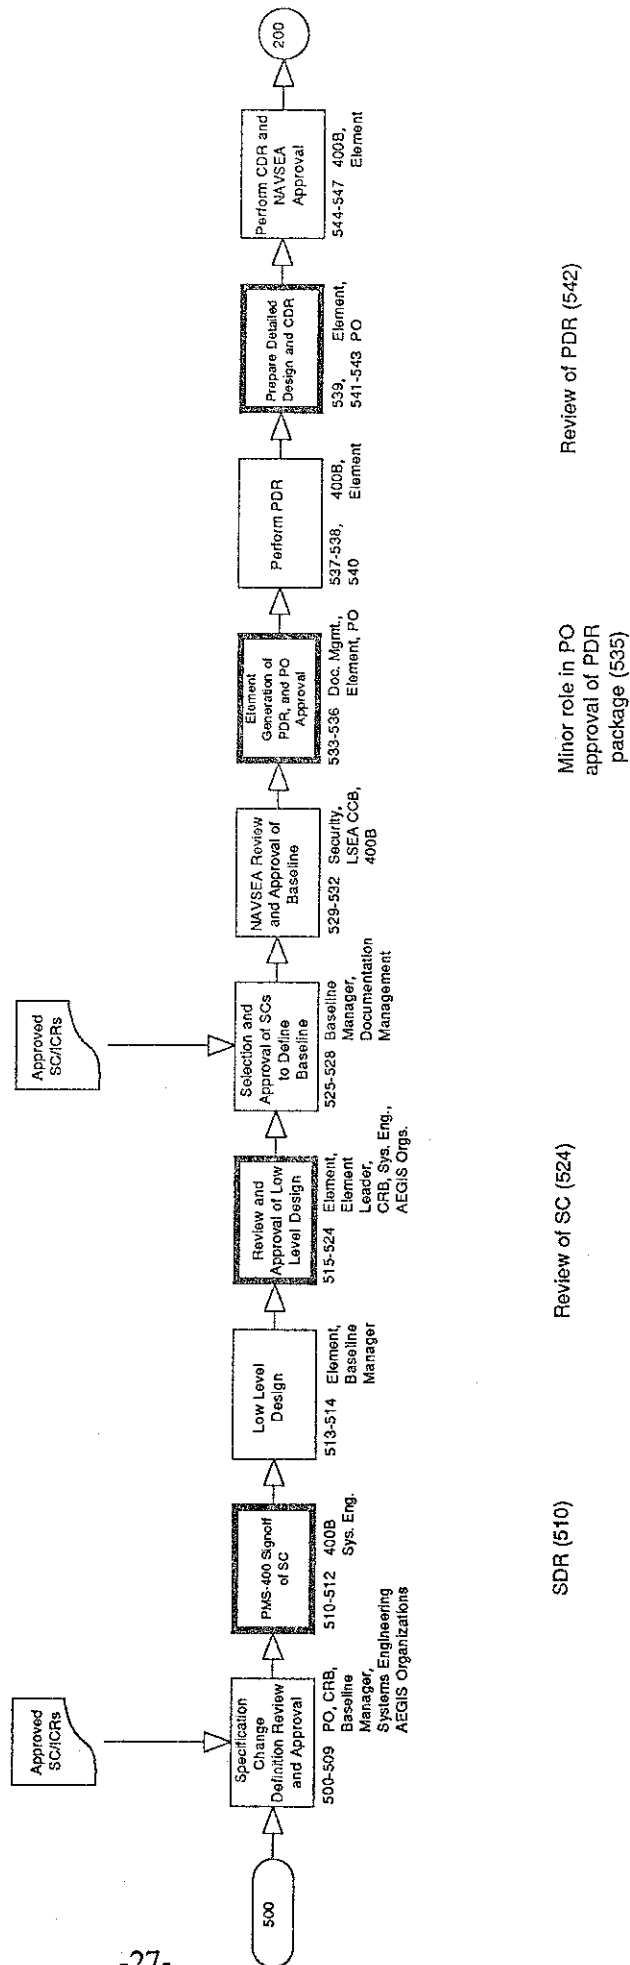 Approved
SC/ICRs
Approved
SC/ICRs
500
Specification
Change
Definition Review
and Approval
500-509 PO, CRB,
Baseline
Manager,
Systems Engineering
AEGIS Organizations
PMS-400 Signoff
of SC
510-512 400B
Sys. Eng.
Low Level
Design
513-514 Element,
Baseline
Manager
Review and
Approval of Low
Level Design
515-524 Element,
Element
Leader,
CRB, Sys. Eng.,
AEGIS Orgs.
Selection and
Approval of SCs
to Define
Baseline
525-528 Baseline
Manager,
Documentation
Management
NAVSEA Review
and Approval of
Baseline
529-532 Security,
LSEA CCB,
400B
Element
Generation of
PDR, and PO
Approval
533-536 Doc. Mgmt.,
Element, PO
Perform PDR
537-538, 400B,
540 Element
Prepare Detailed
Design and CDR
539, Element,
541-543 PO
Perform CDR and
NAVSEA
Approval
544-547 400B,
Element
200
SDR (510)
Review of SC (524)
Minor role in PO
approval of PDR
package (535)
Review of PDR (542)
-27-